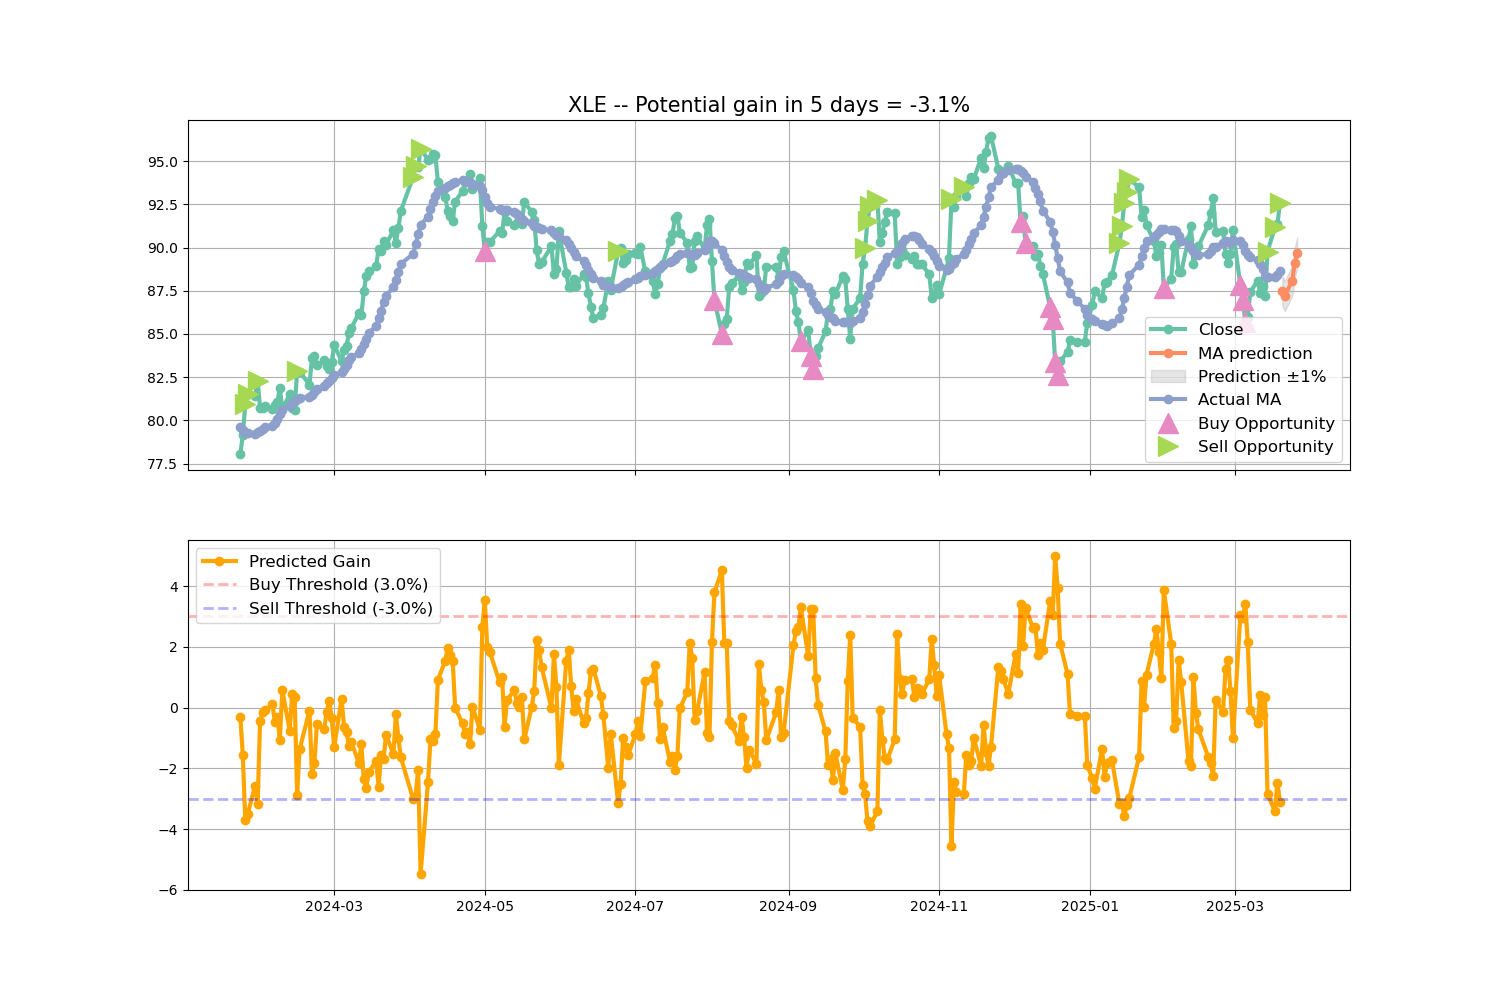 XLE -- Potential gain in 5 days = -3.1%
95.0
92.5
90.0
87.5
85.0
82.5
80.0
77.5
Close
MA prediction
Prediction ±1%
Actual MA
Buy Opportunity
Sell Opportunity
Predicted Gain
Buy Threshold (3.0%)
Sell Threshold (-3.0%)
4
2
0
−2
−4
−6
2024-03
2024-05
2024-07
2024-09
2024-11
2025-01
2025-03